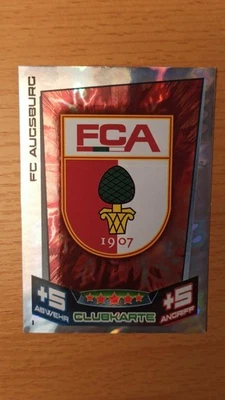 FC AUGSBURG
FCA
1907
+5
ABWEHR
+5
ANGRIFF
CLUBKARTE